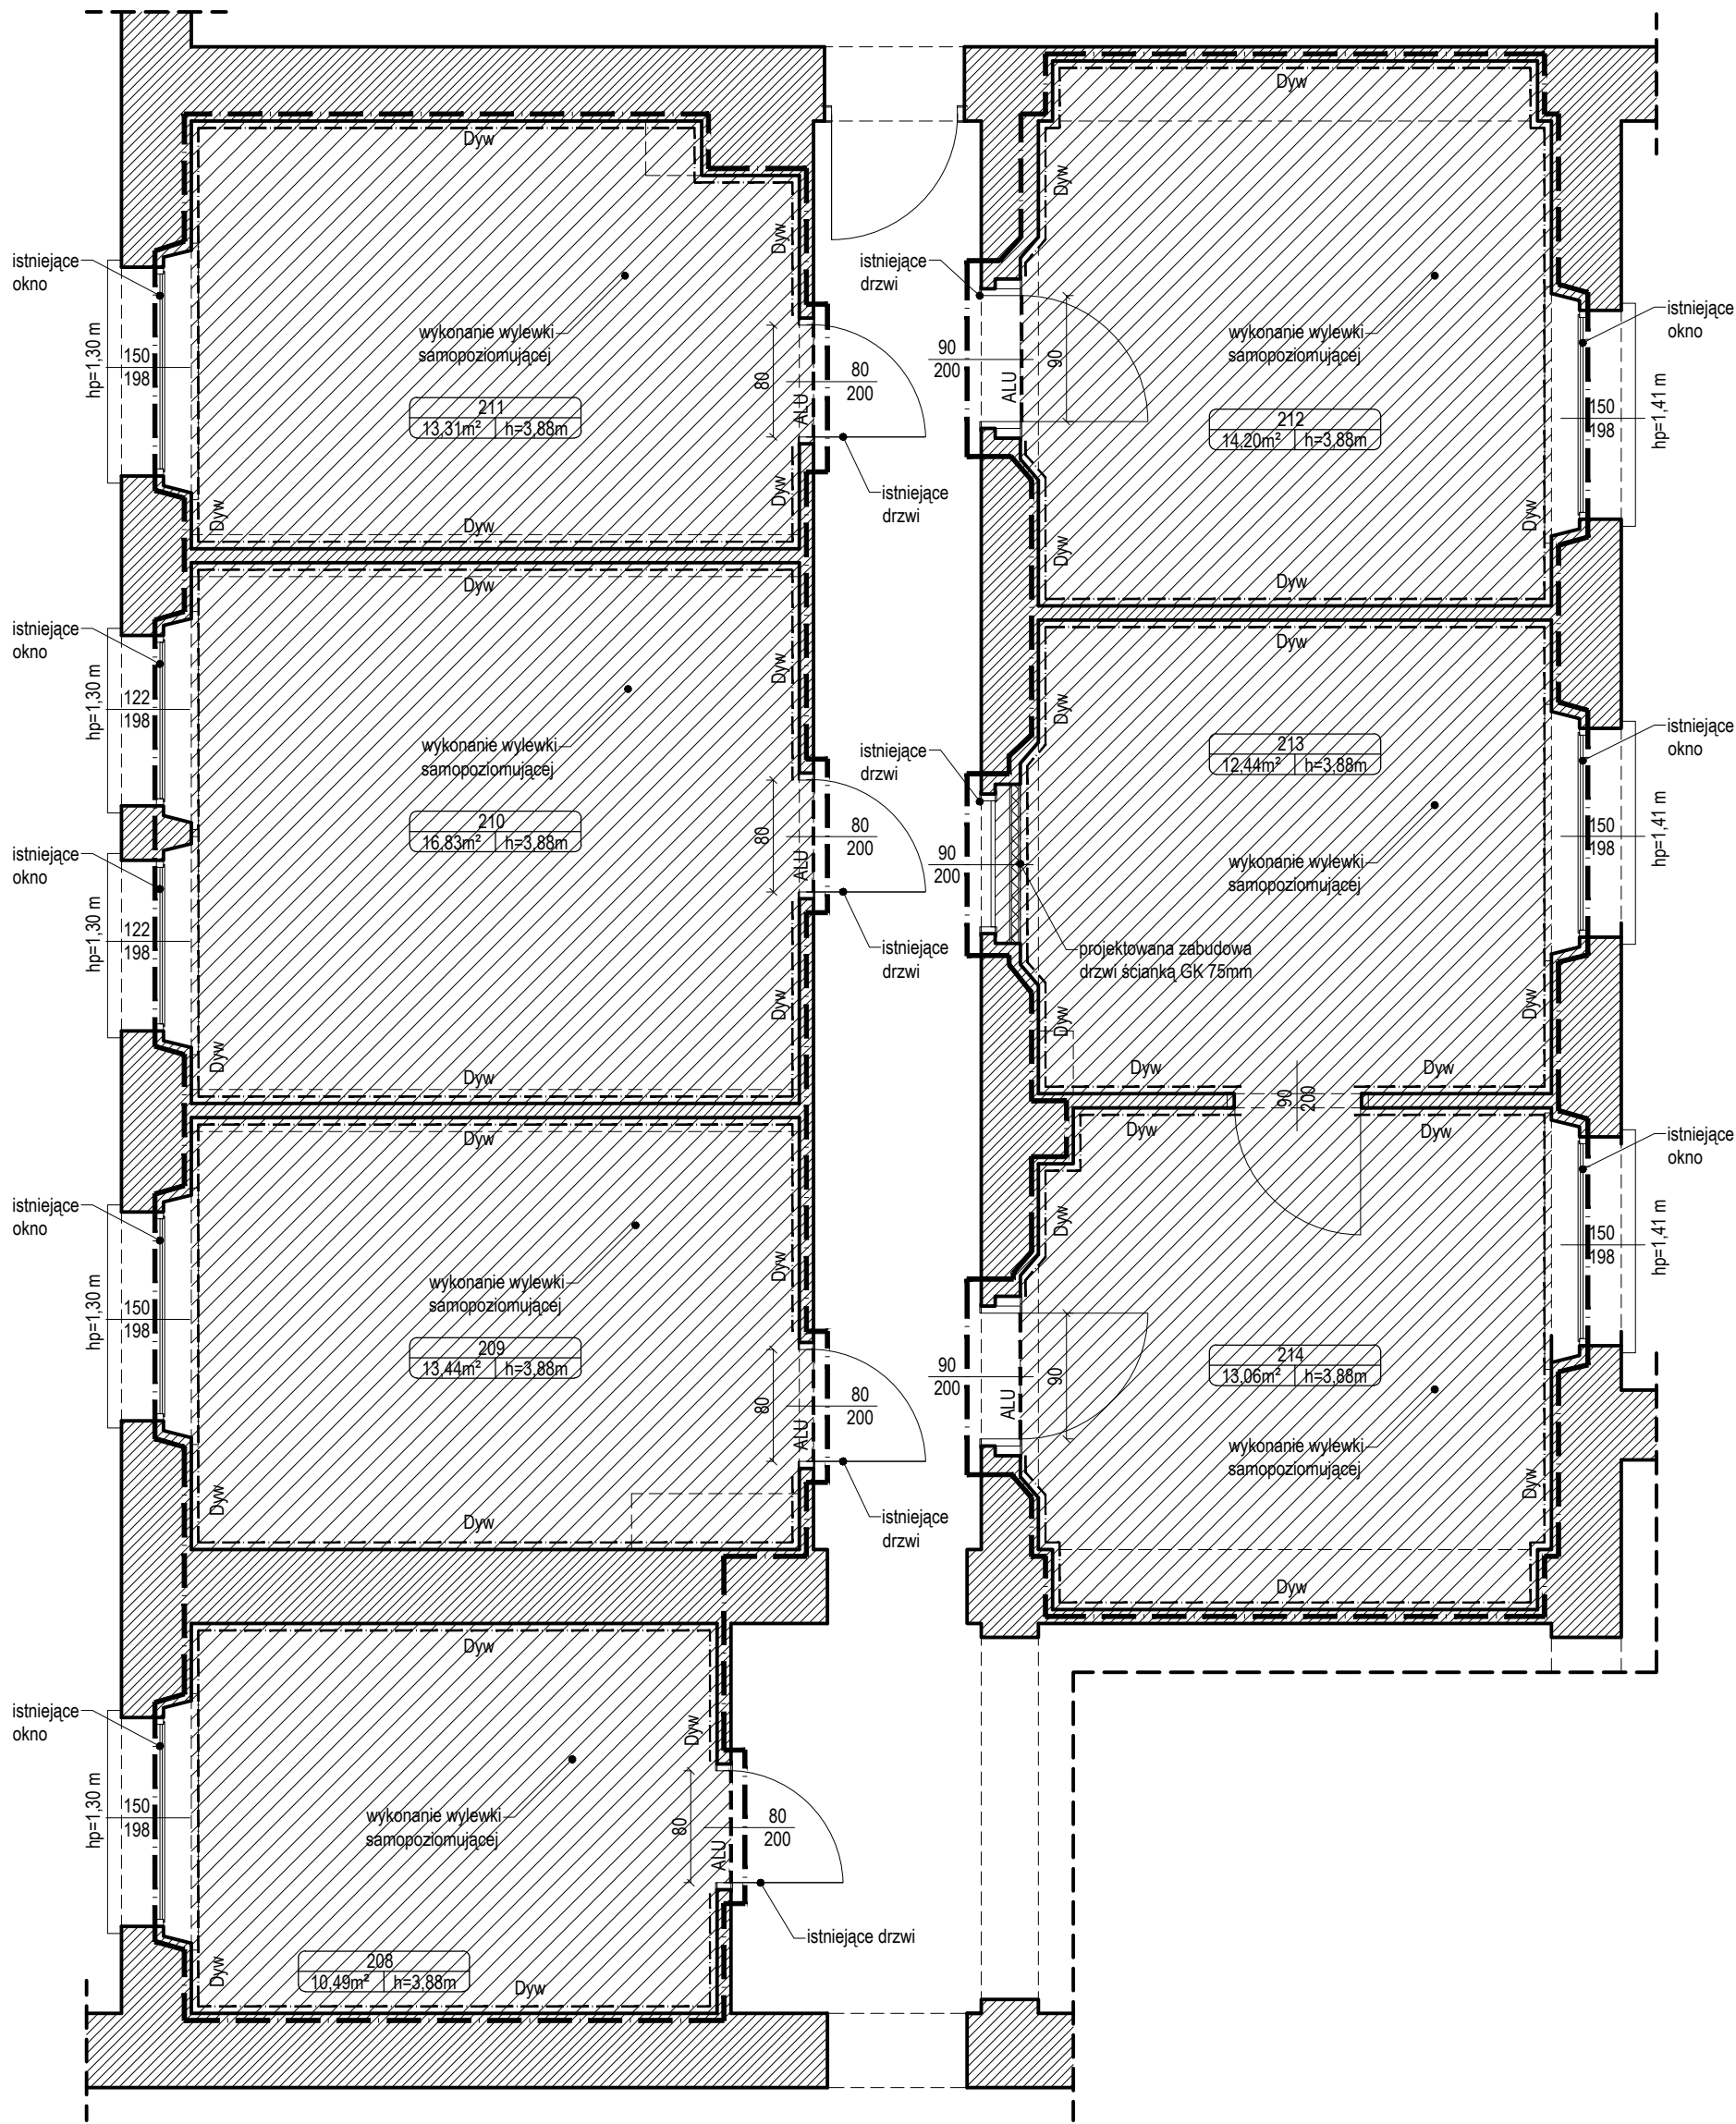 Dyw
Dyw
Dyw
Dyw
istniejące
okno
istniejące
drzwi
istniejące
okno
wykonanie wylewki
samopoziomującej
wykonanie wylewki
samopoziomującej
hp=1,30 m
150
198
80
80
200
ALU
90
200
ALU
90
150
198
hp=1,41 m
211
13,31m² h=3,88m
212
14,20m² h=3,88m
istniejące
drzwi
Dyw
Dyw
Dyw
Dyw
Dyw
Dyw
Dyw
Dyw
istniejące
okno
Dyw
Dyw
hp=1,30 m
122
198
istniejące
okno
wykonanie wylewki
samopoziomującej
istniejące
drzwi
213
12,44m² h=3,88m
210
16,83m² h=3,88m
80
80
200
ALU
90
200
150
198
hp=1,41 m
istniejące
okno
wykonanie wylewki
samopoziomującej
hp=1,30 m
122
198
istniejące
drzwi
projektowana zabudowa
drzwi ścianką GK 75mm
Dyw
Dyw
Dyw
Dyw
Dyw
Dyw
Dyw
90
200
Dyw
Dyw
Dyw
istniejące
okno
istniejące
okno
Dyw
Dyw
wykonanie wylewki
samopoziomującej
hp=1,30 m
150
198
150
198
hp=1,41 m
209
13,44m² h=3,88m
214
13,06m² h=3,88m
80
80
200
ALU
90
200
ALU
90
wykonanie wylewki
samopoziomującej
Dyw
Dyw
Dyw
istniejące
drzwi
Dyw
Dyw
istniejące
okno
Dyw
hp=1,30 m
150
198
wykonanie wylewki
samopoziomującej
80
80
200
ALU
istniejące drzwi
208
10,49m² h=3,88m
Dyw
Dyw